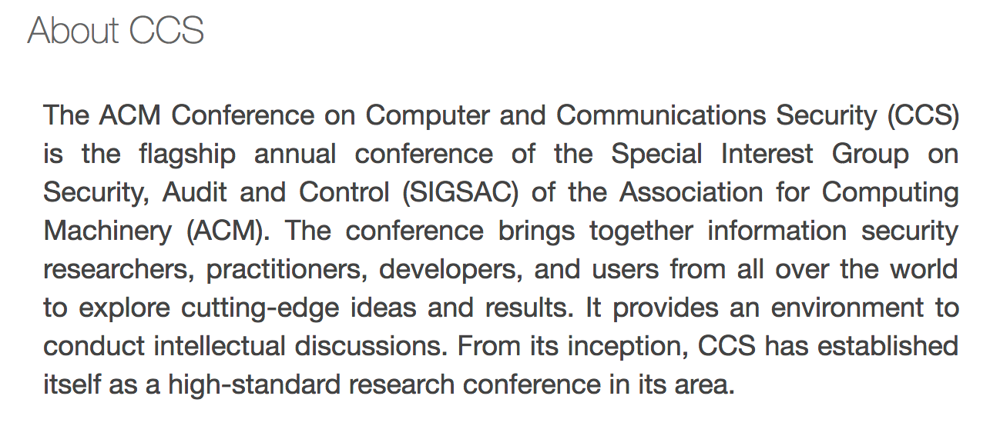 About CCS
The ACM Conference on Computer and Communications Security (CCS)
is the flagship annual conference of the Special Interest Group on
Security, Audit and Control (SIGSAC) of the Association for Computing
Machinery (ACM). The conference brings together information security
researchers, practitioners, developers, and users from all over the world
to explore cutting-edge ideas and results. It provides an environment to
conduct intellectual discussions. From its inception, CCS has established
itself as a high-standard research conference in its area.